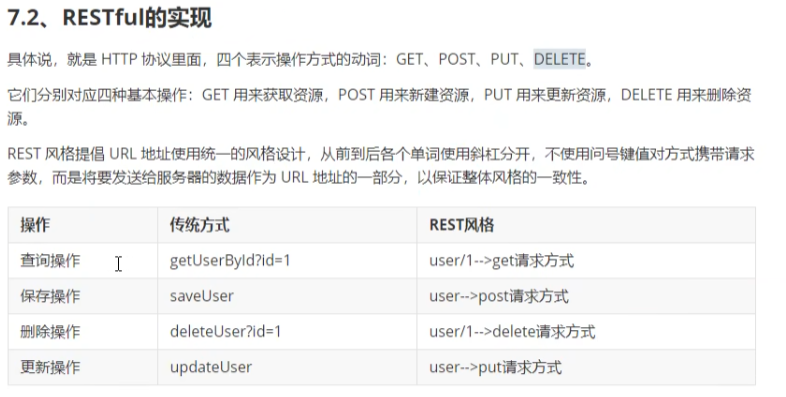 7.2、RESTful的实现
具体说，就是 HTTP 协议里面，四个表示操作方式的动词：GET、POST、PUT、DELETE。
它们分别对应四种基本操作：GET 用来获取资源，POST 用来新建资源，PUT 用来更新资源，DELETE 用来删除资
源。
REST 风格提倡 URL 地址使用统一的风格设计，从前到后各个单词使用斜杠分开，不使用问号键值对方式携带请求
参数，而是将要发送给服务器的数据作为 URL 地址的一部分，以保证整体风格的一致性。
操作 传统方式 REST风格
查询操作 getUserById?id=1 user/1-->get请求方式
保存操作 saveUser user-->post请求方式
删除操作 deleteUser?id=1 user/1-->delete请求方式
更新操作 updateUser user-->put请求方式